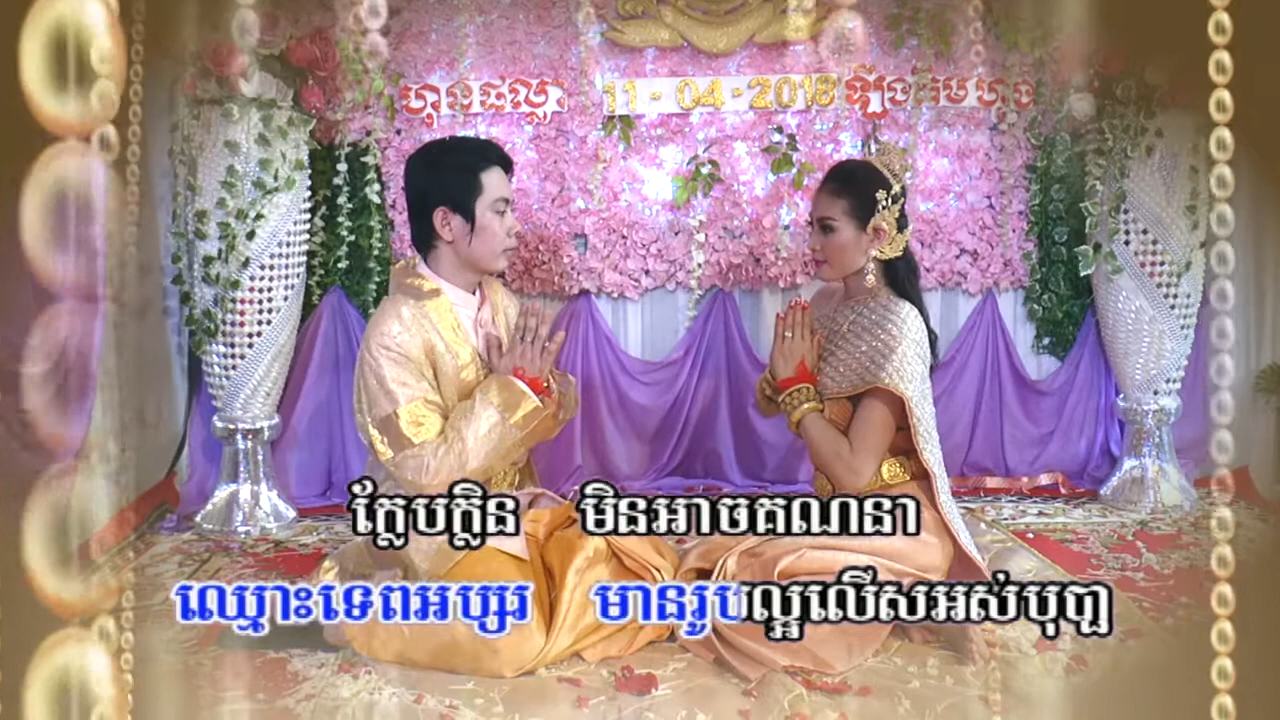 ហុនផល្លា 11-04-2018 ឡឹង រីម ហួង
ក្លែបក្លិន មិនអាចគណនា
ឈ្មោះទេពអប្សរ មានរូបល្អលើសអស់បុប្ផា